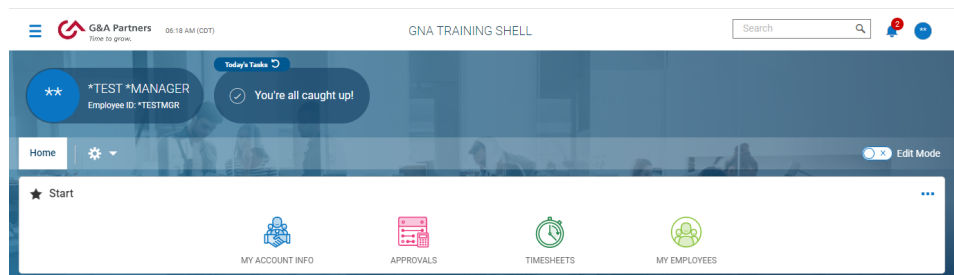 G&A Partners
Time to grow.
06:18 AM (CDT)
GNA TRAINING SHELL
Search
2
**
Today's Tasks
**
*TEST *MANAGER
Employee ID: *TESTMGR
You're all caught up!
Home
Edit Mode
Start
MY ACCOUNT INFO
APPROVALS
TIMESHEETS
MY EMPLOYEES